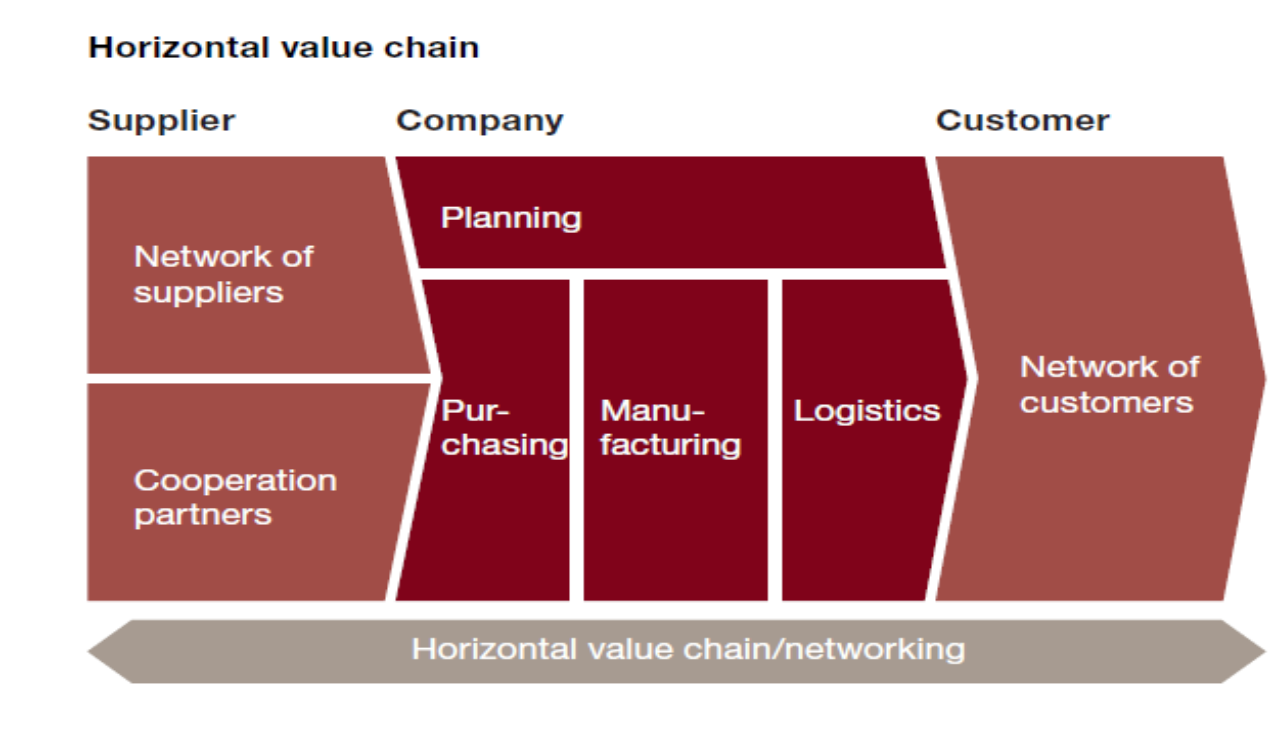 Horizontal value chain
Supplier
Company
Customer
Network of
suppliers
Cooperation
partners
Planning
Pur-
chasing
Manu-
facturing
Logistics
Network of
customers
Horizontal value chain/networking